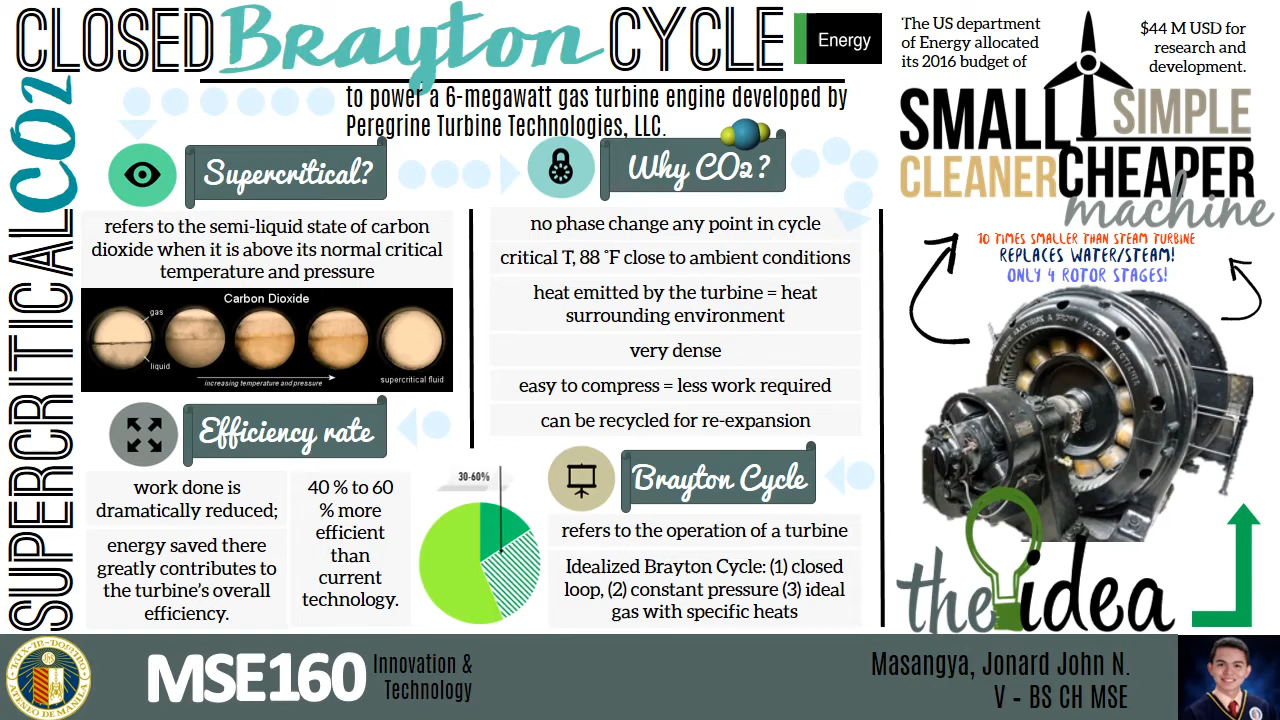 CLOSED Brayton CYCLE
SUPERCRITICAL CO2
Energy
to power a 6-megawatt gas turbine engine developed by
Peregrine Turbine Technologies, LLC.
Supercritical?
refers to the semi-liquid state of carbon
dioxide when it is above its normal critical
temperature and pressure
Carbon Dioxide
gas
liquid
increasing temperature and pressure
supercritical fluid
Why CO2?
no phase change any point in cycle
critical T, 88 °F close to ambient conditions
heat emitted by the turbine = heat
surrounding environment
very dense
easy to compress = less work required
can be recycled for re-expansion
Efficiency rate
work done is
dramatically reduced;
energy saved there
greatly contributes to
the turbine's overall
efficiency.
40 % to 60
% more
efficient
than
current
technology.
30-60%
Brayton Cycle
refers to the operation of a turbine
Idealized Brayton Cycle: (1) closed
loop, (2) constant pressure (3) ideal
gas with specific heats
The US department
of Energy allocated
its 2016 budget of
$44 M USD for
research and
development.
SMALL SIMPLE
CLEANER CHEAPER
machine
10 TIMES SMALLER THAN STEAM TURBINE
REPLACES WATER/STEAM!
ONLY 4 ROTOR STAGES!
the idea
MSE160
Innovation &
Technology
Masangya, Jonard John N.
V – BS CH MSE
LUX·IN·DOMINO
ATENEO DE MANILA